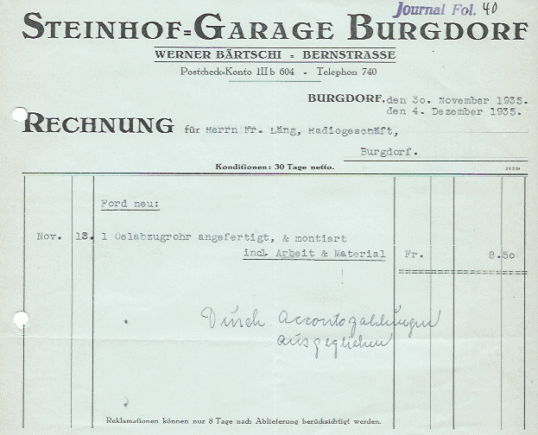 Journal Fol. 40
STEINHOF=GARAGE BURGDORF
WERNER BÄRTSCHI = BERNSTRASSE
Postcheck-Konto IIIb 604 - Telephon 740
BURGDORF, den 30. November 1935.
den 4. Dezember 1935.
RECHNUNG für Herrn Fr. Läng, Radiogeschäft,
Burgdorf.
Konditionen: 30 Tage netto.
Ford neu:
Nov. 13. 1 Oelabzugrohr angefertigt, & montiert
incl. Arbeit & Material Fr. 8.50
Durch Accontozahlungen
ausgeglichen
Reklamationen können nur 8 Tage nach Ablieferung berücksichtigt werden.